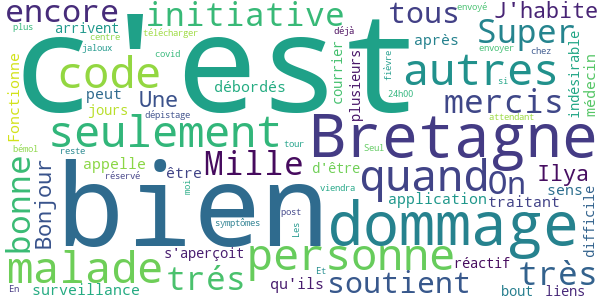 encore
plus
centre
jaloux
arrivent
télécharger
initiative
déjà
tous
envoyé
J'habite
c'est
Super
après
envoyer
chez
Fonctionne
code
covid
débordés
courrier
plusieurs
fièvre
autres
si
indésirable
médecin
Une
peut
jours
dépistage
24h00
mercis
seulement
attendant
Bretagne
bonne
bémol
Bonjour
reste
appelle
réservé
être
Mille
tour
d'être
Seul
quand
On
Ilya
sens
traitant
bien
moi
viendra
application
dommage
difficile
symptômes
post
Les
malade
trés
s'aperçoit
personne
Et
réactif
très
En
surveillance
qu'ils
soutient
bout
liens